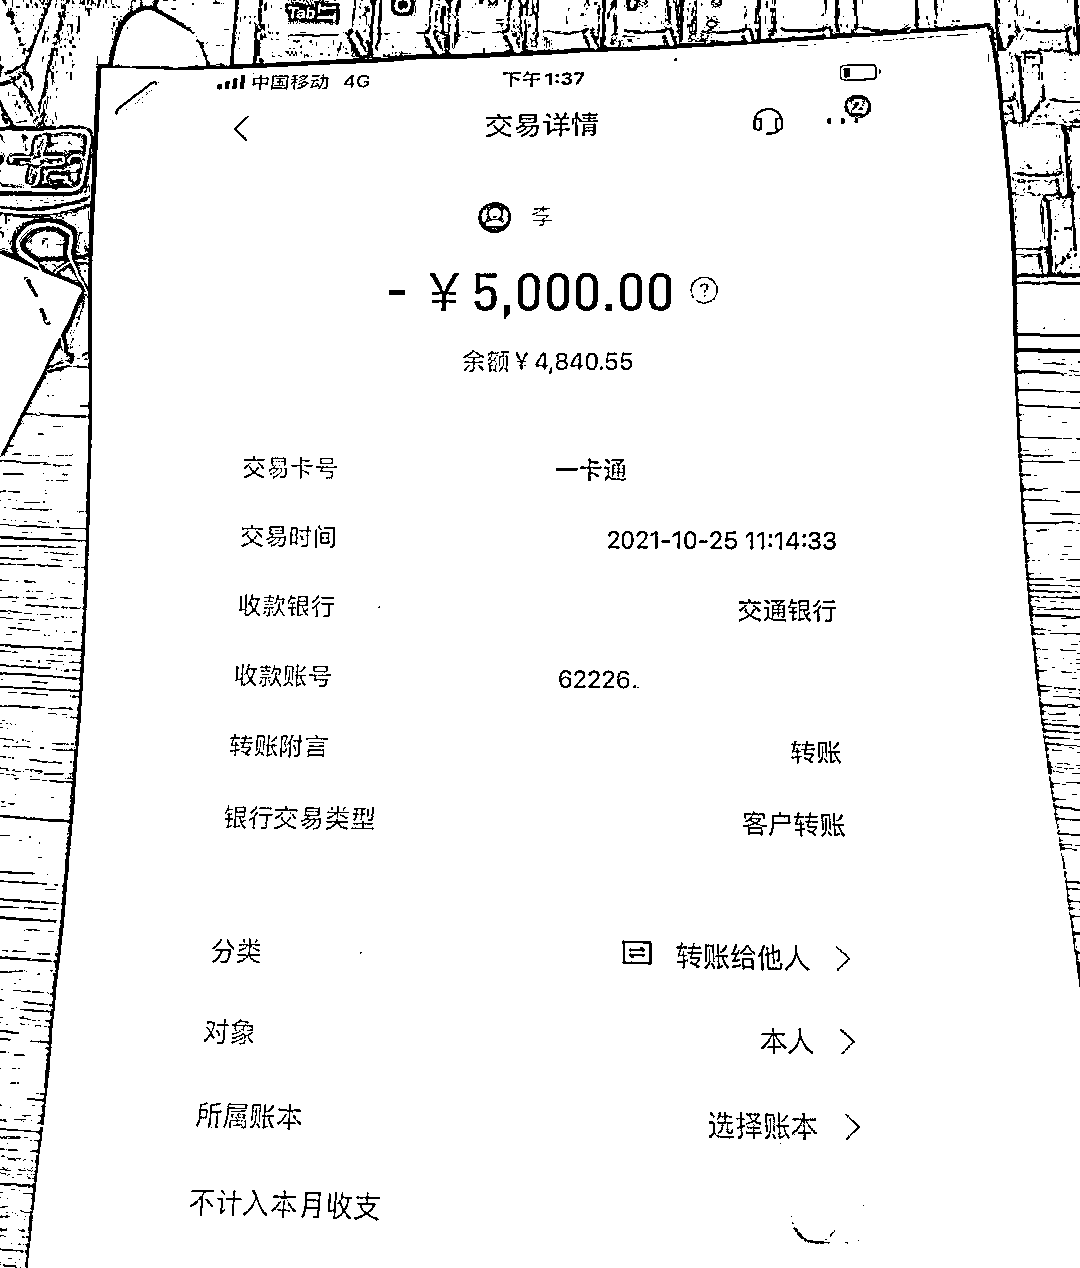 Tab
中国移动 4G 下午1:37
交易详情
李
- ¥ 5,000.00 ?
余额 ¥ 4,840.55
交易卡号 一卡通
交易时间 2021-10-25 11:14:33
收款银行 交通银行
收款账号 62226.
转账附言 转账
银行交易类型 客户转账
分类 转账给他人
对象 本人
所属账本 选择账本
不计入本月收支